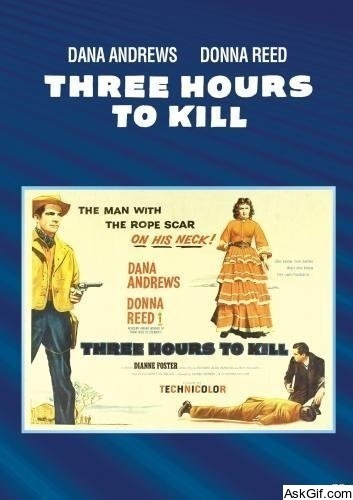 DANA ANDREWS DONNA REED
THREE HOURS
TO KILL
THE MAN WITH
THE ROPE SCAR
ON HIS NECK!
DANA
ANDREWS
DONNA
REED
THREE HOURS TO KILL
DIANNE FOSTER
TECHNICOLOR
AskGif.com